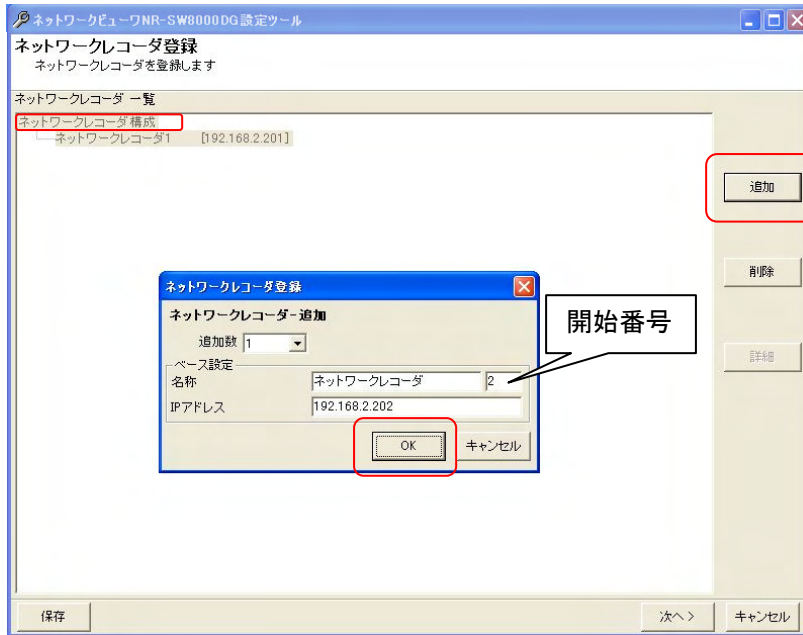 ネットワークビューワNR-SW8000DG設定ツール
ネットワークレコーダ登録
ネットワークレコーダを登録します
ネットワークレコーダ 一覧
ネットワークレコーダ構成
ネットワークレコーダ1 [192.168.2.201]
追加
削除
詳細
ネットワークレコーダ登録
ネットワークレコーダ-追加
追加数 1
ベース設定
名称 ネットワークレコーダ 2
IPアドレス 192.168.2.202
OK キャンセル
開始番号
保存 次へ> キャンセル